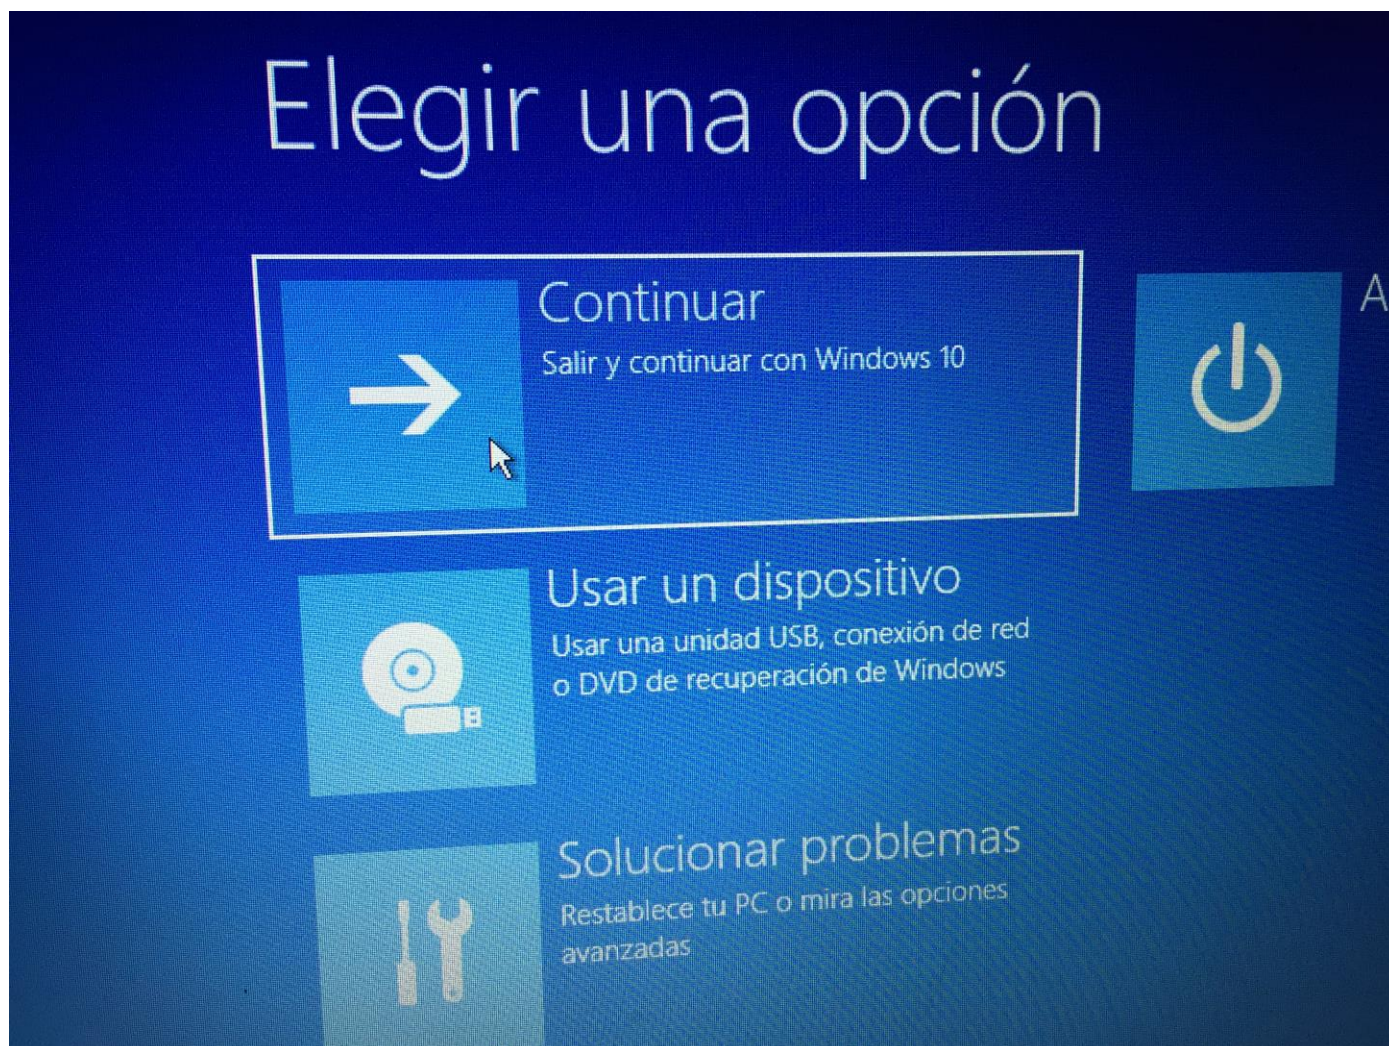 Elegir una opción
Continuar
Salir y continuar con Windows 10
Usar un dispositivo
Usar una unidad USB, conexión de red
o DVD de recuperación de Windows
Solucionar problemas
Restablece tu PC o mira las opciones
avanzadas